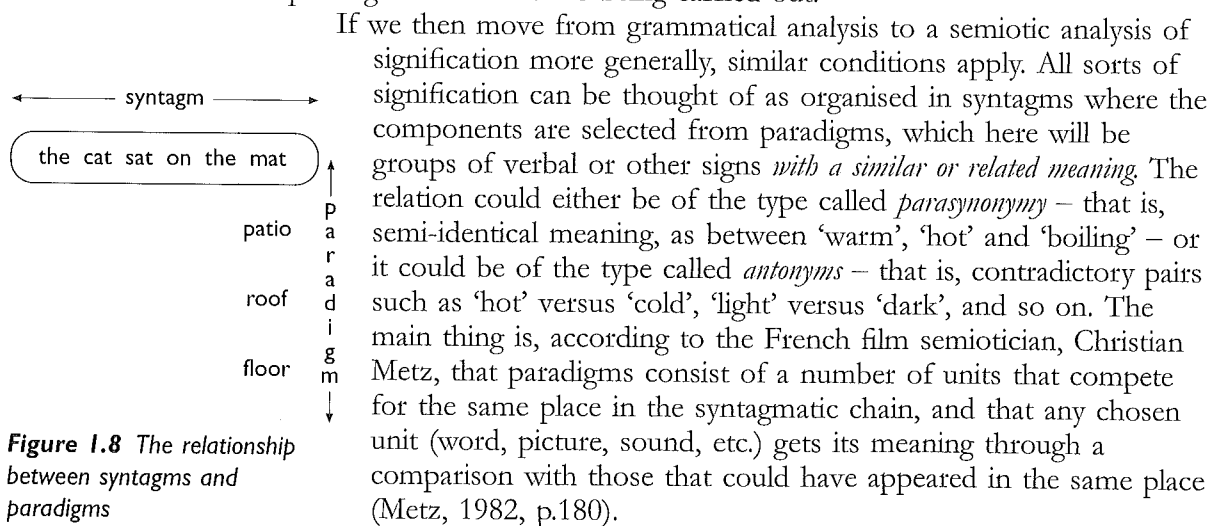 If we then move from grammatical analysis to a semiotic analysis of
signification more generally, similar conditions apply. All sorts of
signification can be thought of as organised in syntagms where the
components are selected from paradigms, which here will be
groups of verbal or other signs with a similar or related meaning. The
relation could either be of the type called parasynonymy – that is,
semi-identical meaning, as between ‘warm’, ‘hot’ and ‘boiling’ – or
it could be of the type called antonyms – that is, contradictory pairs
such as ‘hot’ versus ‘cold’, ‘light’ versus ‘dark’, and so on. The
main thing is, according to the French film semiotician, Christian
Metz, that paradigms consist of a number of units that compete
for the same place in the syntagmatic chain, and that any chosen
unit (word, picture, sound, etc.) gets its meaning through a
comparison with those that could have appeared in the same place
(Metz, 1982, p.180).
syntagm
the cat sat on the mat
patio
roof
floor
paradigm
Figure 1.8 The relationship
between syntagms and
paradigms